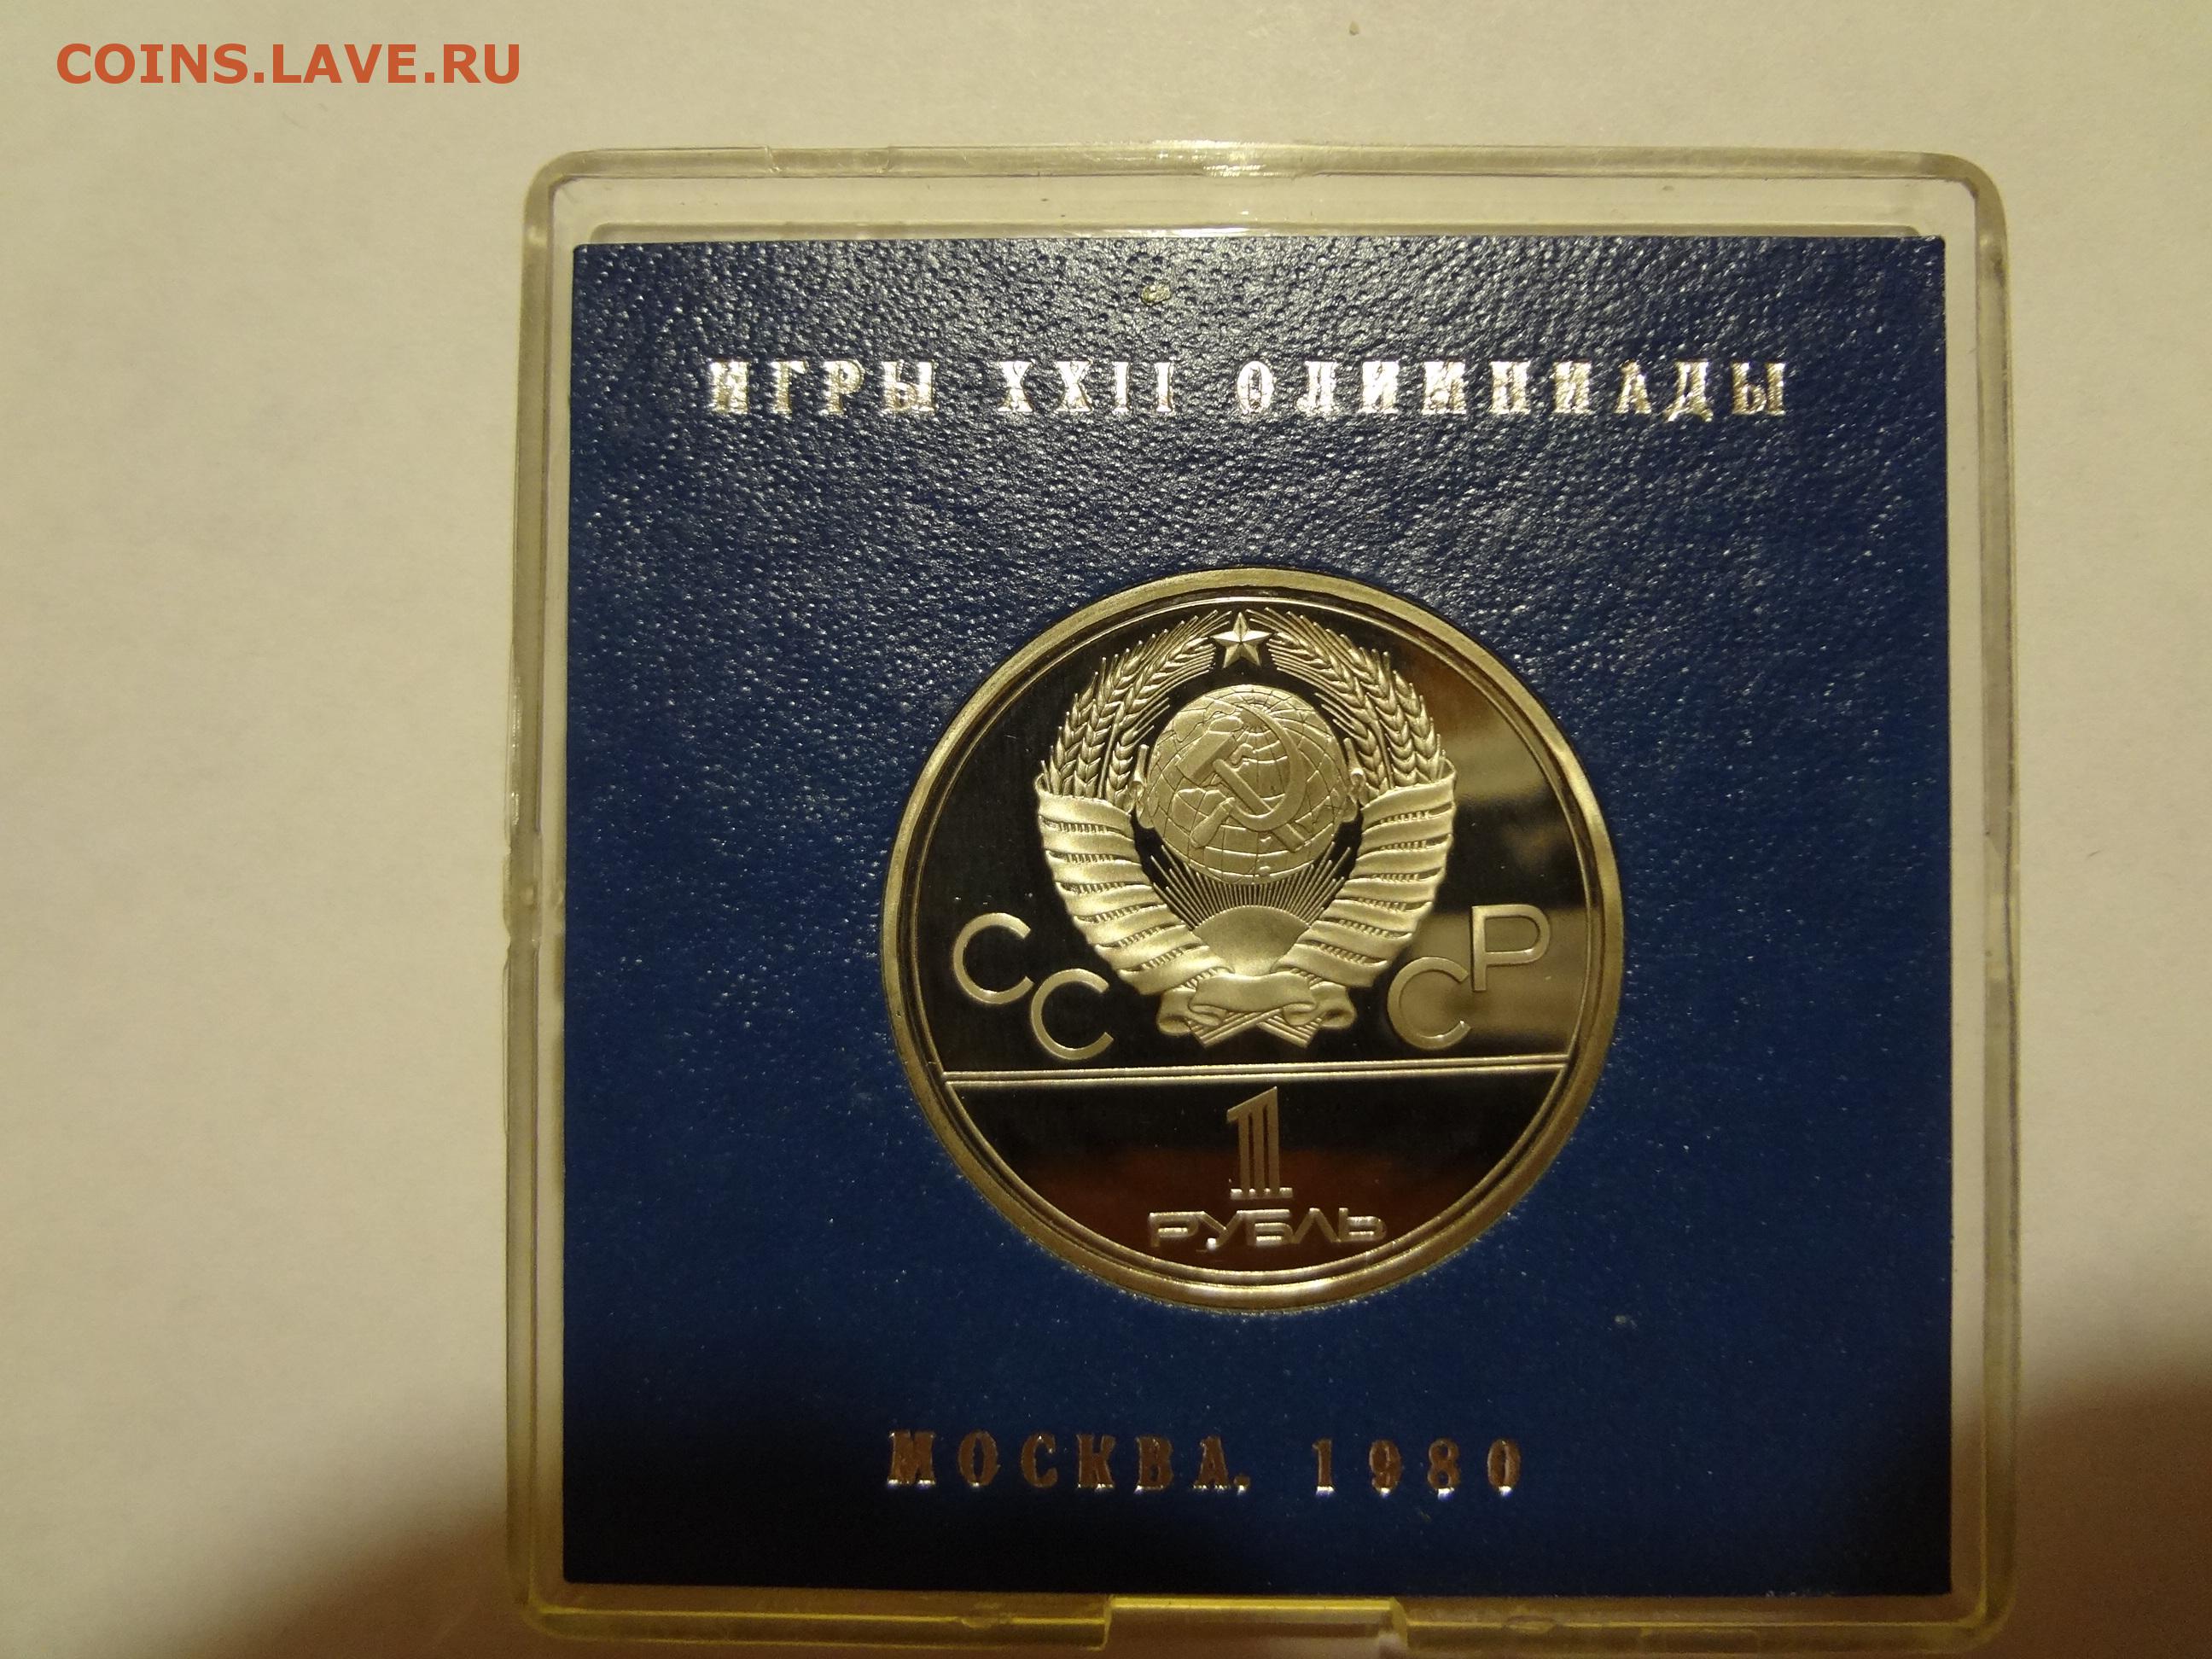 COINS.LAVE.RU
ИГРЫ XXII ОЛИМПИАДЫ
СССР
1
РУБЛЬ
МОСКВА. 1980